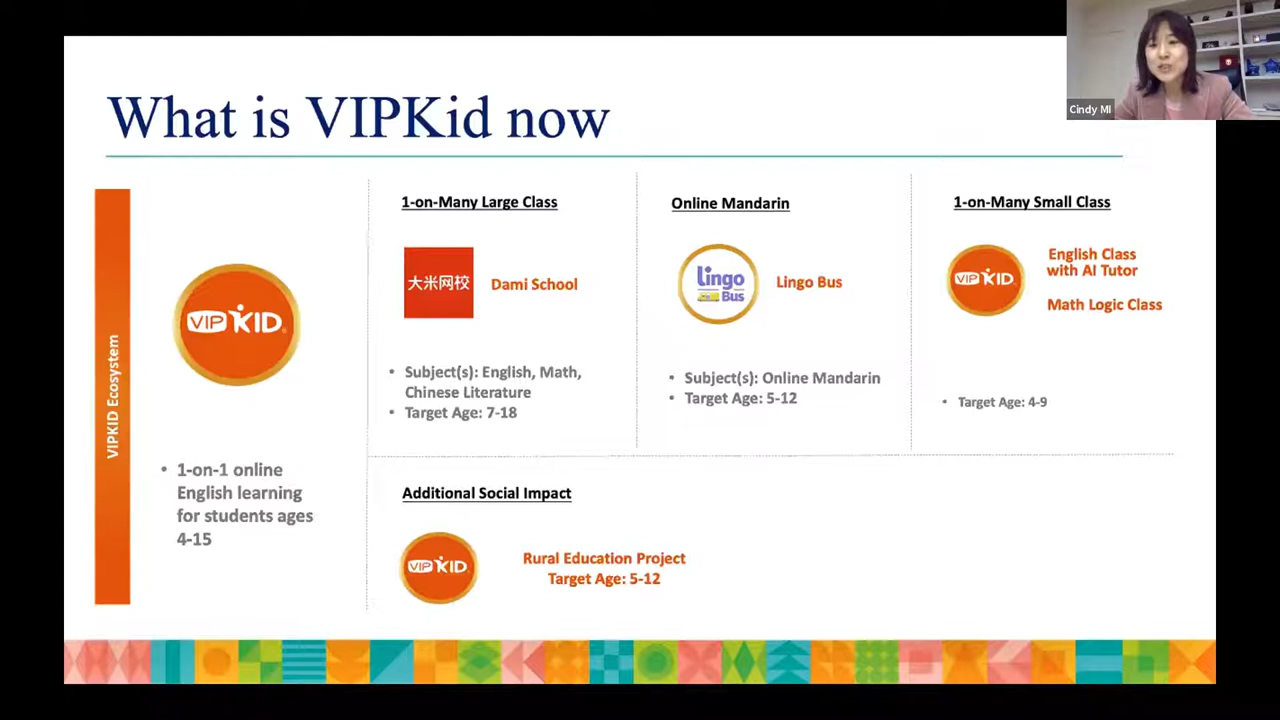 Cindy MI
What is VIPKid now
VIPKID Ecosystem
VIPKID
• 1-on-1 online
English learning
for students ages
4-15
1-on-Many Large Class
大米网校
Dami School
• Subject(s): English, Math,
Chinese Literature
• Target Age: 7-18
Online Mandarin
lingo
Bus
Lingo Bus
• Subject(s): Online Mandarin
• Target Age: 5-12
1-on-Many Small Class
VIPKID
English Class
with AI Tutor
Math Logic Class
• Target Age: 4-9
Additional Social Impact
VIPKID
Rural Education Project
Target Age: 5-12